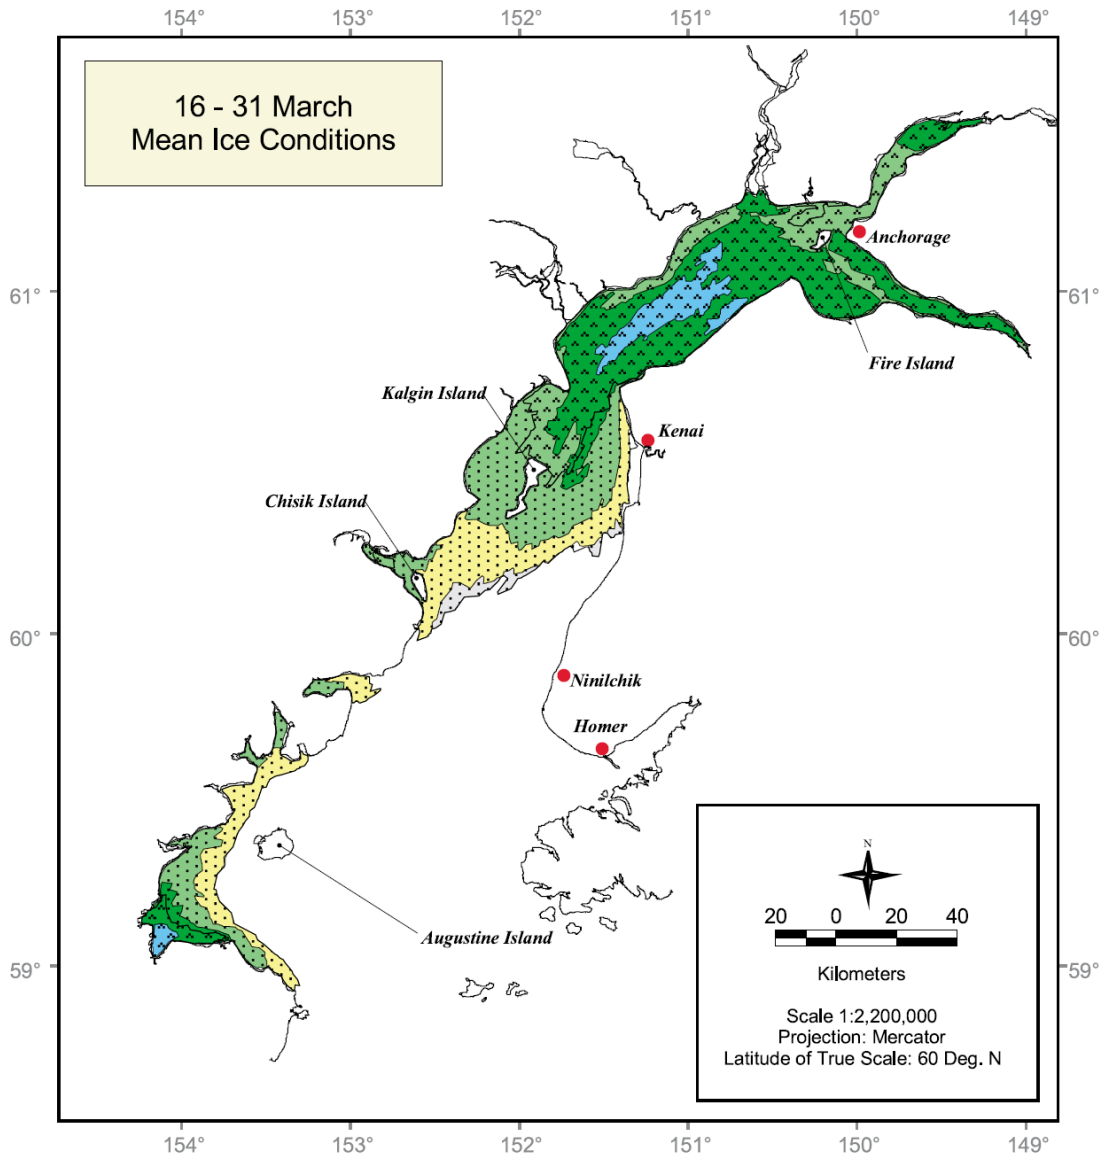 154°
153°
152°
151°
150°
149°
16 - 31 March
Mean Ice Conditions
Anchorage
61°
61°
Fire Island
Kalgin Island
Kenai
Chisik Island
60°
60°
Ninilchik
Homer
N
20 0 20 40
Kilometers
Augustine Island
59°
59°
Scale 1:2,200,000
Projection: Mercator
Latitude of True Scale: 60 Deg. N
154°
153°
152°
151°
150°
149°